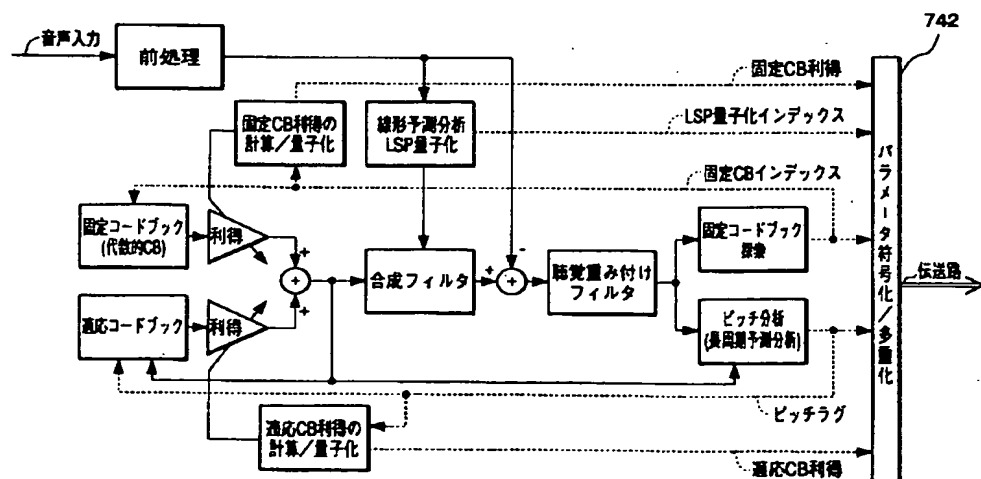 742
音声入力
前処理
固定CB利得
固定CB利得の
計算／量子化
線形予測分析
LSP量子化
LSP量子化インデックス
固定CBインデックス
固定コードブック
(代数的CB)
利得
+
+
-
合成フィルタ
+
+
聴覚重み付け
フィルタ
固定コードブック
探索
パラメータ符号化／多重化
伝送路
適応コードブック
利得
+
ピッチ分析
(長周期予測分析)
ピッチラグ
適応CB利得の
計算／量子化
適応CB利得